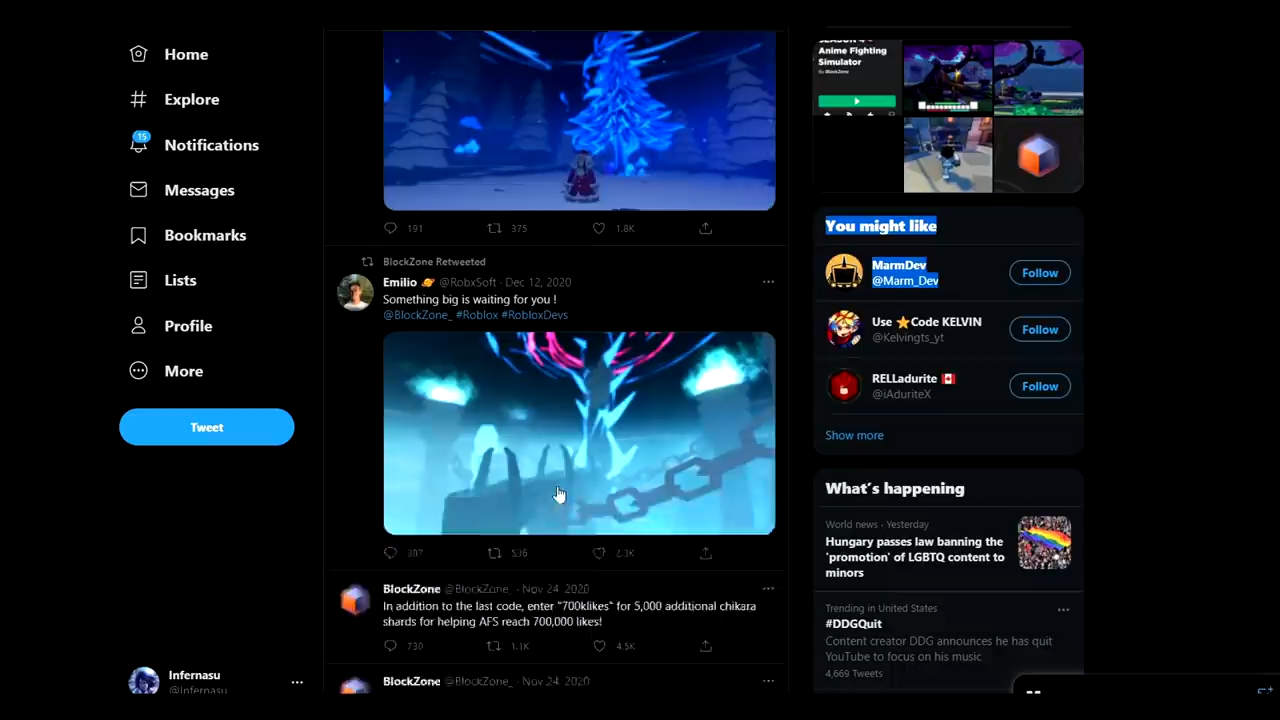 Home
Explore
15
Notifications
Messages
Bookmarks
Lists
Profile
More
Tweet
Infernasu
@Infernasu
191
375
1.8K
BlockZone Retweeted
Emilio @RobxSoft · Dec 12, 2020
Something big is waiting for you !
@BlockZone_ #Roblox #RobloxDevs
307
536
2.3K
BlockZone @BlockZone_ · Nov 24, 2020
In addition to the last code, enter "700klikes" for 5,000 additional chikara
shards for helping AFS reach 700,000 likes!
730
1.1K
4.5K
BlockZone @BlockZone_ · Nov 24, 2020
Anime Fighting
Simulator
By BlockZone
You might like
MarmDev
@Marm_Dev
Follow
Use ⭐Code KELVIN
@Kelvingts_yt
Follow
RELLadurite 🇨🇦
@iAduriteX
Follow
Show more
What's happening
World news · Yesterday
Hungary passes law banning the
'promotion' of LGBTQ content to
minors
Trending in United States
#DDGQuit
Content creator DDG announces he has quit
YouTube to focus on his music
4,669 Tweets